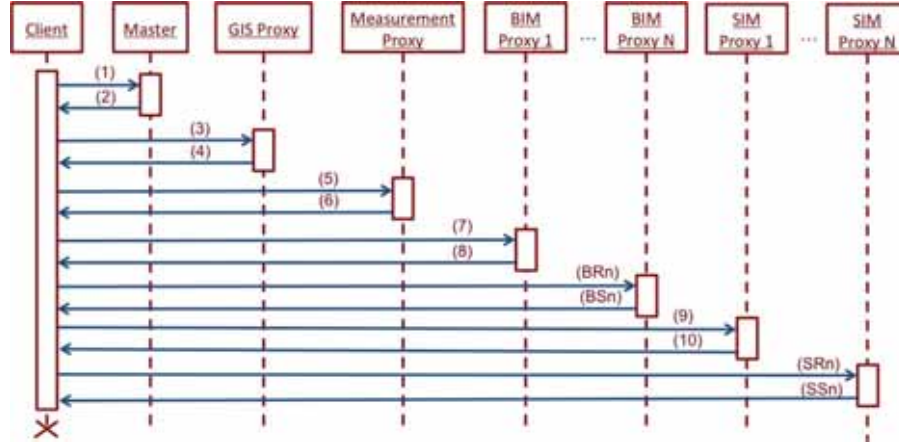 Client
Master
GIS Proxy
Measurement
Proxy
BIM
Proxy 1
...
BIM
Proxy N
SIM
Proxy 1
...
SIM
Proxy N
(1)
(2)
(3)
(4)
(5)
(6)
(7)
(8)
(BRn)
(BSn)
(9)
(10)
(SRn)
(SSn)